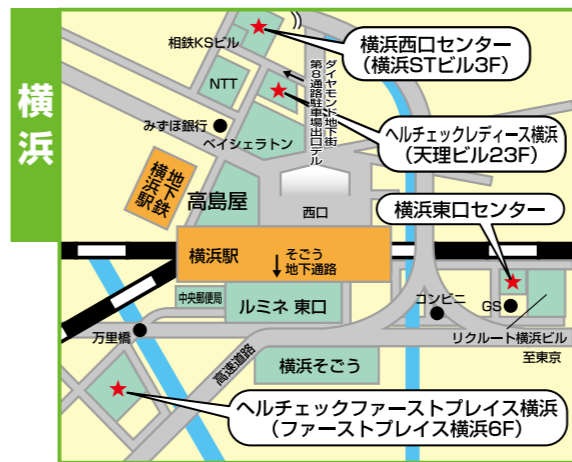 横浜
相鉄KSビル
NTT
みずほ銀行
ベイシェラトン
ダイヤモンド地下街
第8通路駐車場出口デル
横浜西口センター
(横浜STビル3F)
ヘルチェックレディース横浜
(天理ビル23F)
地下鉄
横浜駅
高島屋
西口
横浜東口センター
横浜駅
そごう
地下通路
中央郵便局
ルミネ 東口
コンビニ
GS
リクルート横浜ビル
至東京
万里橋
高速道路
横浜そごう
ヘルチェックファーストプレイス横浜
(ファーストプレイス横浜6F)